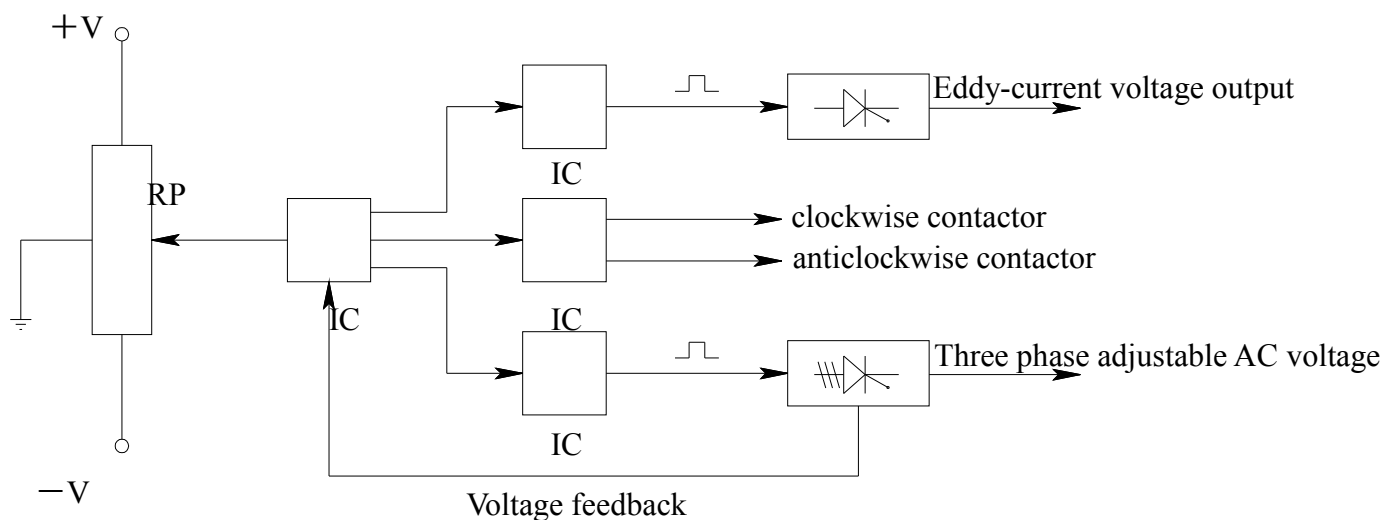 +V
Eddy-current voltage output
IC
RP
clockwise contactor
anticlockwise contactor
IC
IC
Three phase adjustable AC voltage
IC
−V
Voltage feedback